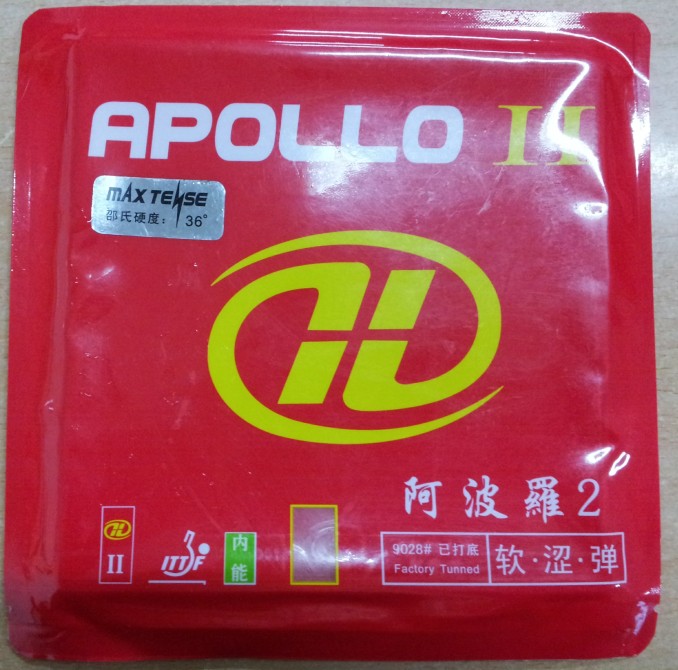 APOLLO II
MAX TENSE
邵氏硬度： 36°
阿波羅2
II
ITTF
内能
9028# 已打底
Factory Tunned
软·涩·弹